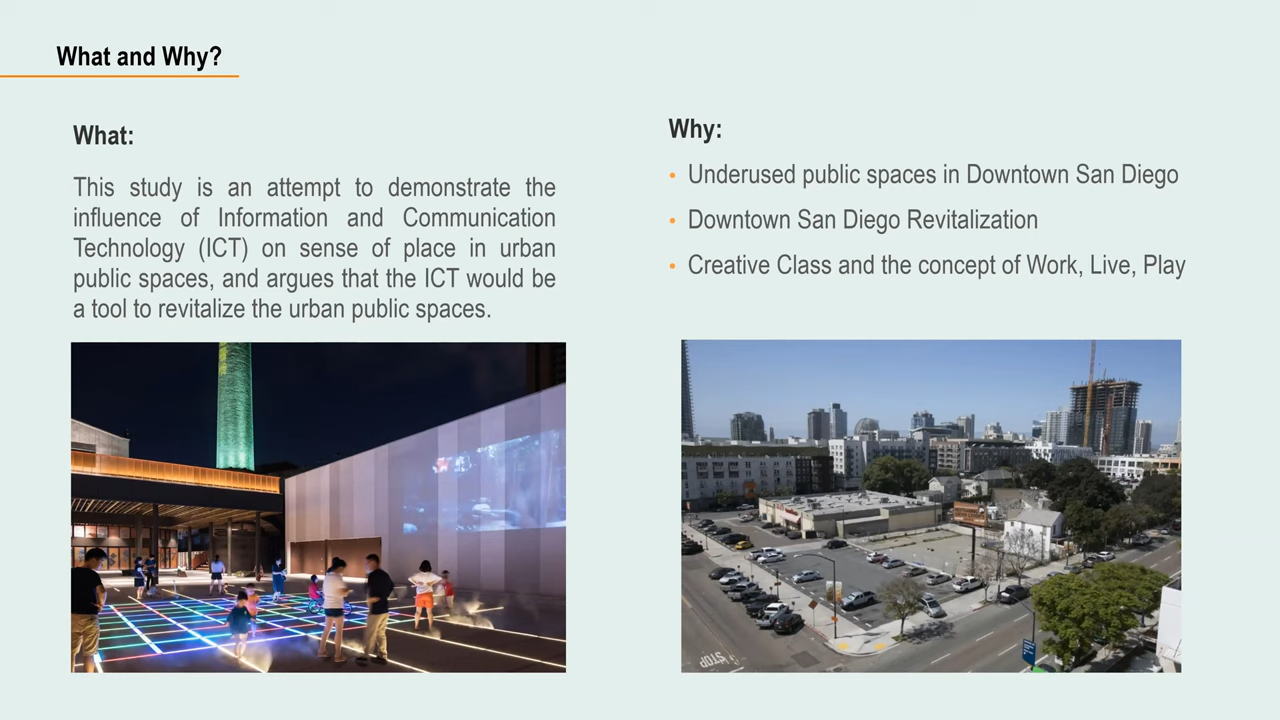 What and Why?
What:
This study is an attempt to demonstrate the
influence of Information and Communication
Technology (ICT) on sense of place in urban
public spaces, and argues that the ICT would be
a tool to revitalize the urban public spaces.
Why:
• Underused public spaces in Downtown San Diego
• Downtown San Diego Revitalization
• Creative Class and the concept of Work, Live, Play
STOP